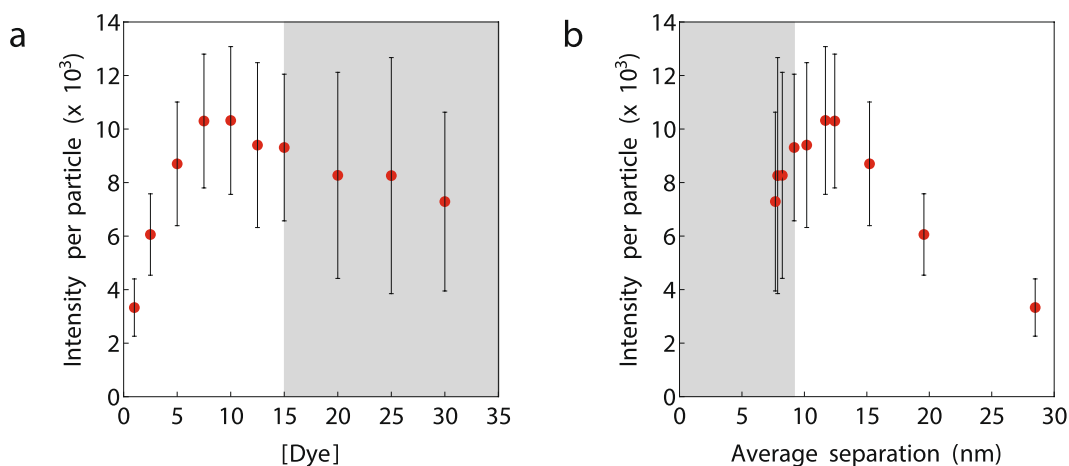 a
Intensity per particle (x 10³)
14
12
10
8
6
4
2
0
0 5 10 15 20 25 30 35
[Dye]
b
Intensity per particle (x 10³)
14
12
10
8
6
4
2
0
0 5 10 15 20 25 30
Average separation (nm)